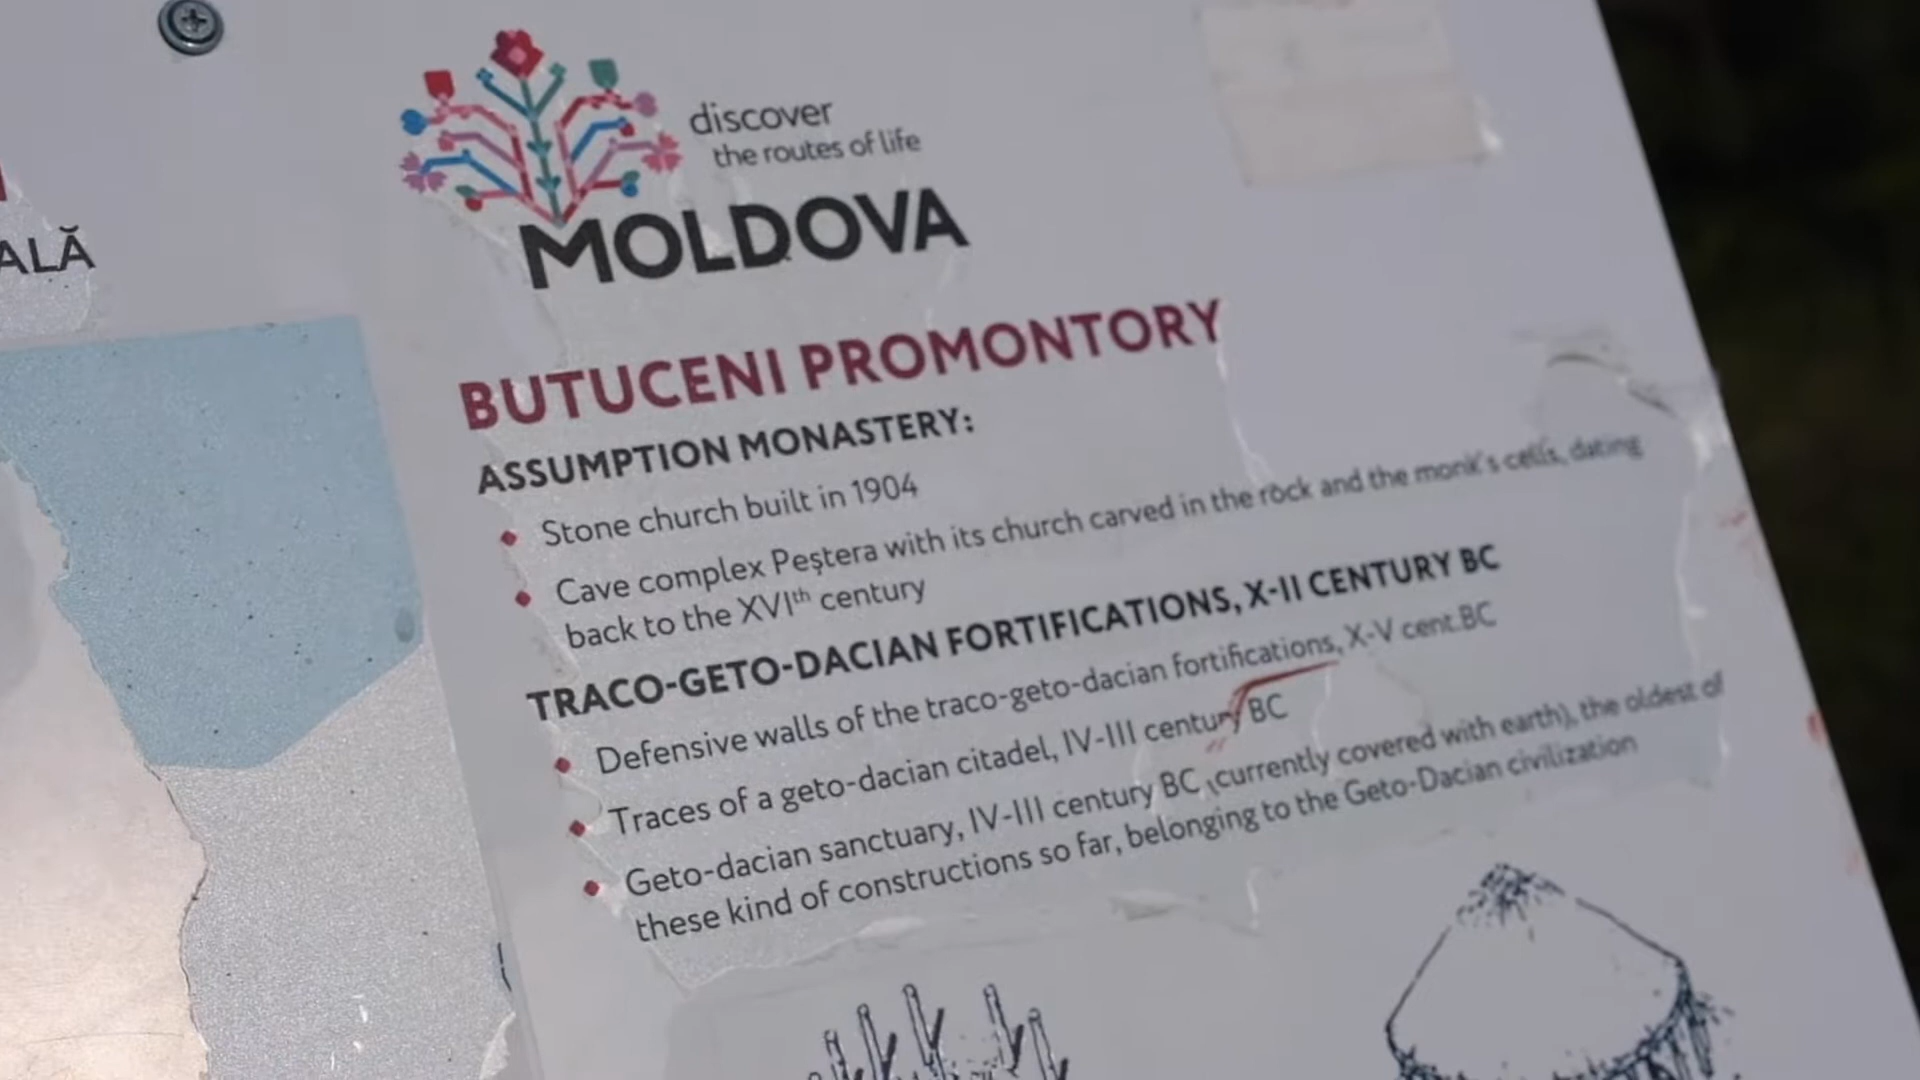 ALĂ
discover
the routes of life
MOLDOVA
BUTUCENI PROMONTORY
ASSUMPTION MONASTERY:
Stone church built in 1904
Cave complex Peştera with its church carved in the rock and the monk's cells, dating
back to the XVIth century
TRACO-GETO-DACIAN FORTIFICATIONS, X-II CENTURY BC
Defensive walls of the traco-geto-dacian fortifications, X-V cent.BC
Traces of a geto-dacian citadel, IV-III century BC
Geto-dacian sanctuary, IV-III century BC (currently covered with earth), the oldest of
these kind of constructions so far, belonging to the Geto-Dacian civilization